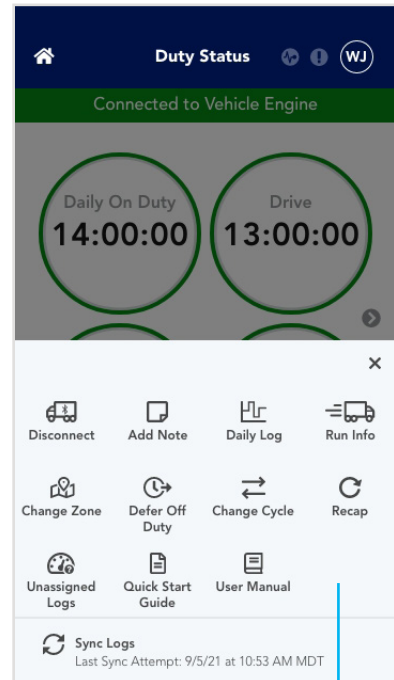 Duty Status
WJ
Connected to Vehicle Engine
Daily On Duty
14:00:00
Drive
13:00:00
Disconnect
Add Note
Daily Log
Run Info
Change Zone
Defer Off
Duty
Change Cycle
Recap
Unassigned
Logs
Quick Start
Guide
User Manual
Sync Logs
Last Sync Attempt: 9/5/21 at 10:53 AM MDT